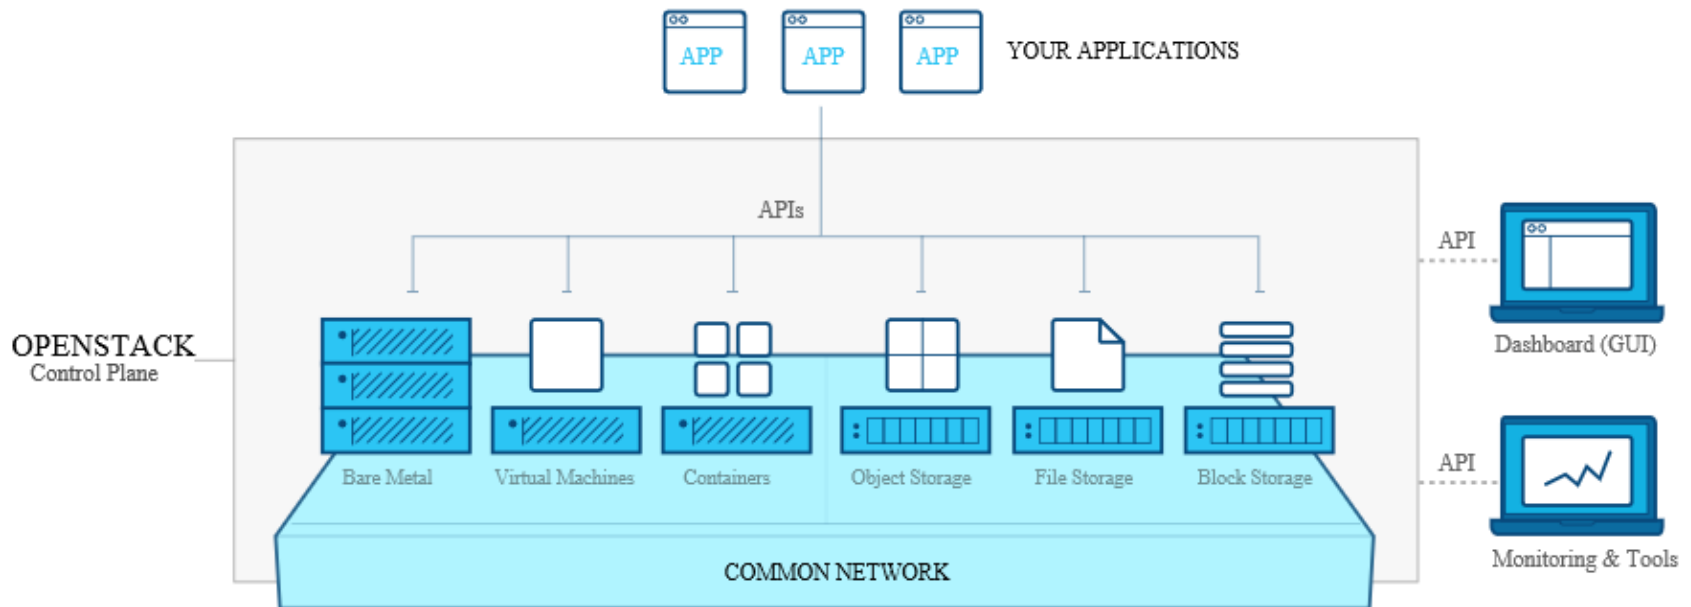 APP
APP
APP
YOUR APPLICATIONS
APIs
API
Dashboard (GUI)
OPENSTACK
Control Plane
Bare Metal
Virtual Machines
Containers
Object Storage
File Storage
Block Storage
API
Monitoring & Tools
COMMON NETWORK